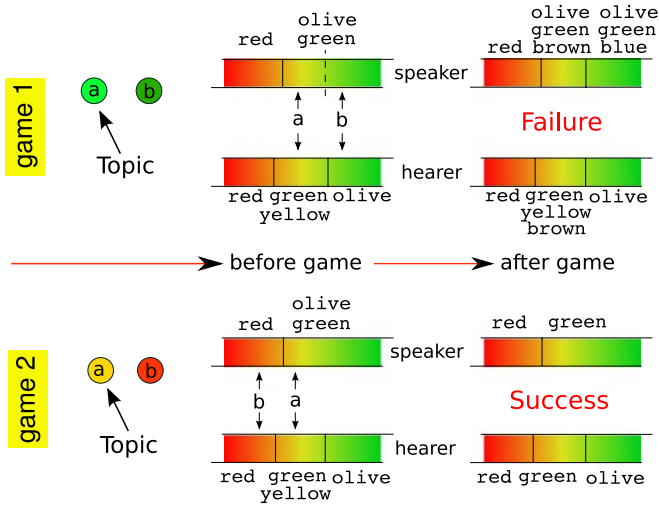 olive
olive olive
red green
green green
red brown blue
speaker
game 1
a b
a b
Failure
Topic
hearer
red green olive
yellow
red green olive
yellow
brown
before game
after game
olive
red green
red green
speaker
game 2
a b
b a
Success
Topic
hearer
red green olive
yellow
red green olive